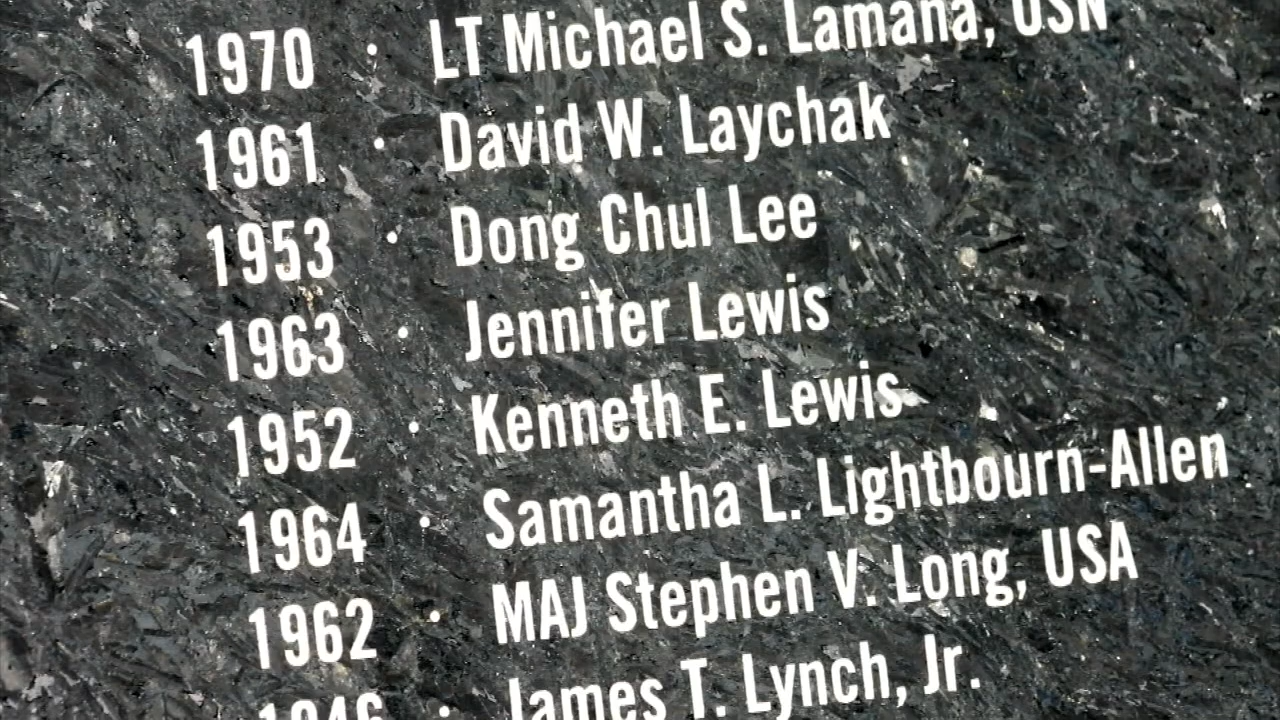 1970 · LT Michael S. Lamana, USN
1961 · David W. Laychak
1953 · Dong Chul Lee
1963 · Jennifer Lewis
1952 · Kenneth E. Lewis
1964 · Samantha L. Lightbourn-Allen
1962 · MAJ Stephen V. Long, USA
1946 · James T. Lynch, Jr.